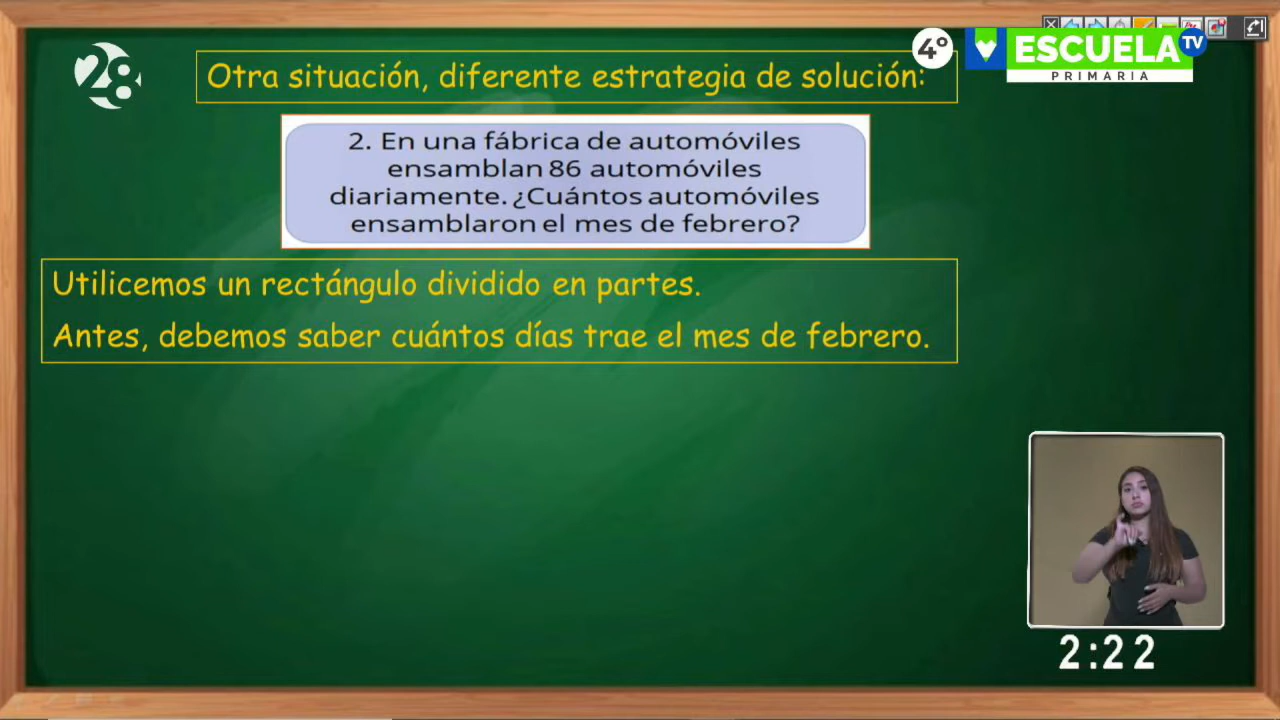 28
Otra situación, diferente estrategia de solución:
4°
ESCUELA TV
PRIMARIA
2. En una fábrica de automóviles
ensamblan 86 automóviles
diariamente. ¿Cuántos automóviles
ensamblaron el mes de febrero?
Utilicemos un rectángulo dividido en partes.
Antes, debemos saber cuántos días trae el mes de febrero.
2:22